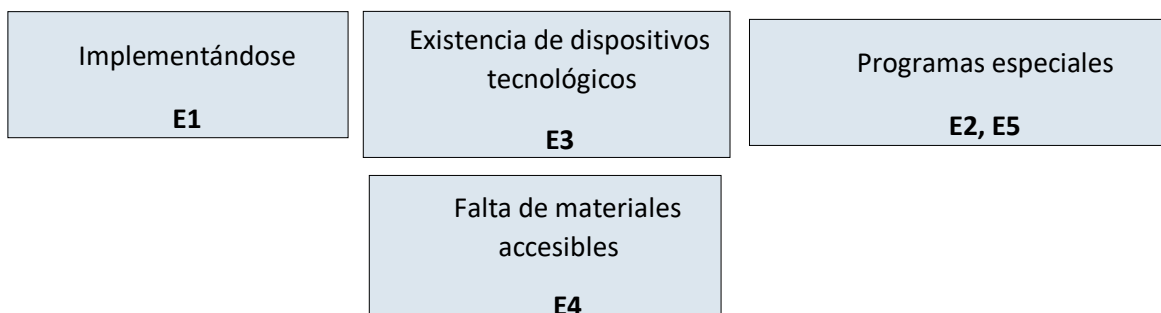 Implementándose
E1
Existencia de dispositivos
tecnológicos
E3
Programas especiales
E2, E5
Falta de materiales
accesibles
E4